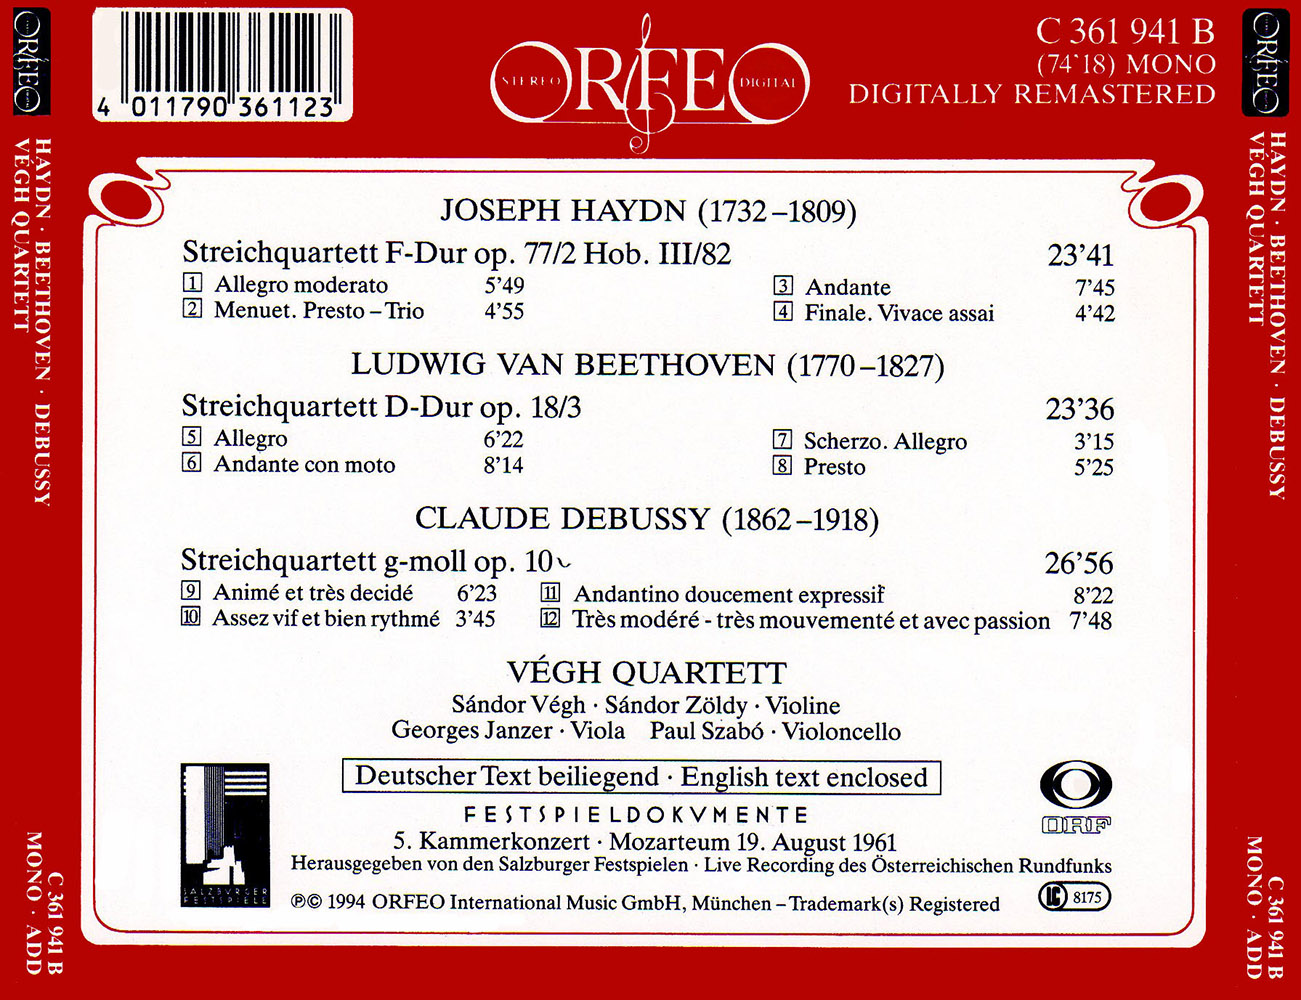 4 011790 361123
STEREO ORFEO DIGITAL
C 361 941 B
(74'18) MONO
DIGITALLY REMASTERED
ORFEO
HAYDN · BEETHOVEN · DEBUSSY
VÉGH QUARTETT
C 361 941 B
MONO · ADD
JOSEPH HAYDN (1732–1809)
Streichquartett F-Dur op. 77/2 Hob. III/82 23'41
1 Allegro moderato 5'49 3 Andante 7'45
2 Menuet. Presto – Trio 4'55 4 Finale. Vivace assai 4'42
LUDWIG VAN BEETHOVEN (1770–1827)
Streichquartett D-Dur op. 18/3 23'36
5 Allegro 6'22 7 Scherzo. Allegro 3'15
6 Andante con moto 8'14 8 Presto 5'25
CLAUDE DEBUSSY (1862–1918)
Streichquartett g-moll op. 10 26'56
9 Animé et très decidé 6'23 11 Andantino doucement expressif 8'22
10 Assez vif et bien rythmé 3'45 12 Très modéré - très mouvementé et avec passion 7'48
VÉGH QUARTETT
Sándor Végh · Sándor Zöldy · Violine
Georges Janzer · Viola Paul Szabó · Violoncello
Deutscher Text beiliegend · English text enclosed
FESTSPIELDOKVMENTE
5. Kammerkonzert · Mozarteum 19. August 1961
Herausgegeben von den Salzburger Festspielen · Live Recording des Österreichischen Rundfunks
℗© 1994 ORFEO International Music GmbH, München – Trademark(s) Registered
SALZBVRGER
FESTSPIELE
ORF
LC 8175
ORFEO
HAYDN · BEETHOVEN · DEBUSSY
VÉGH QUARTETT
C 361 941 B
MONO · ADD